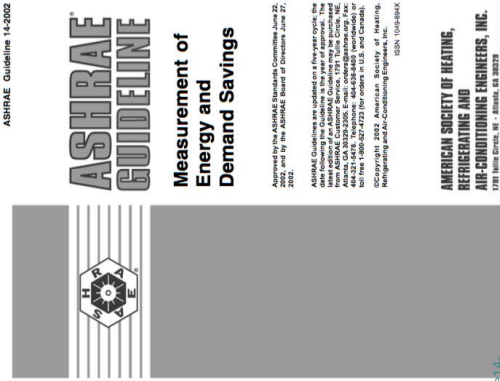 ASHRAE Guideline 14-2002
ASHRAE®
GUIDELINE
Measurement of
Energy and
Demand Savings
Approved by the ASHRAE Standards Committee June 22,
2002, and by the ASHRAE Board of Directors June 27,
2002.
ASHRAE Guidelines are updated on a five-year cycle; the
date following the Guideline is the year of approval. The
latest edition of an ASHRAE Guideline may be purchased
from ASHRAE Customer Service, 1791 Tullie Circle, NE,
Atlanta, GA 30329-2305. E-mail: orders@ashrae.org. Fax:
404-321-5478. Telephone: 404-636-8400 (worldwide) or
toll free 1-800-527-4723 (for orders in U.S. and Canada).
©Copyright 2002 American Society of Heating,
Refrigerating and Air-Conditioning Engineers, Inc.
ISSN 1049-894X
AMERICAN SOCIETY OF HEATING,
REFRIGERATING AND
AIR-CONDITIONING ENGINEERS, INC.
1791 Tullie Circle, NE • Atlanta, GA 30329
ASHRAE